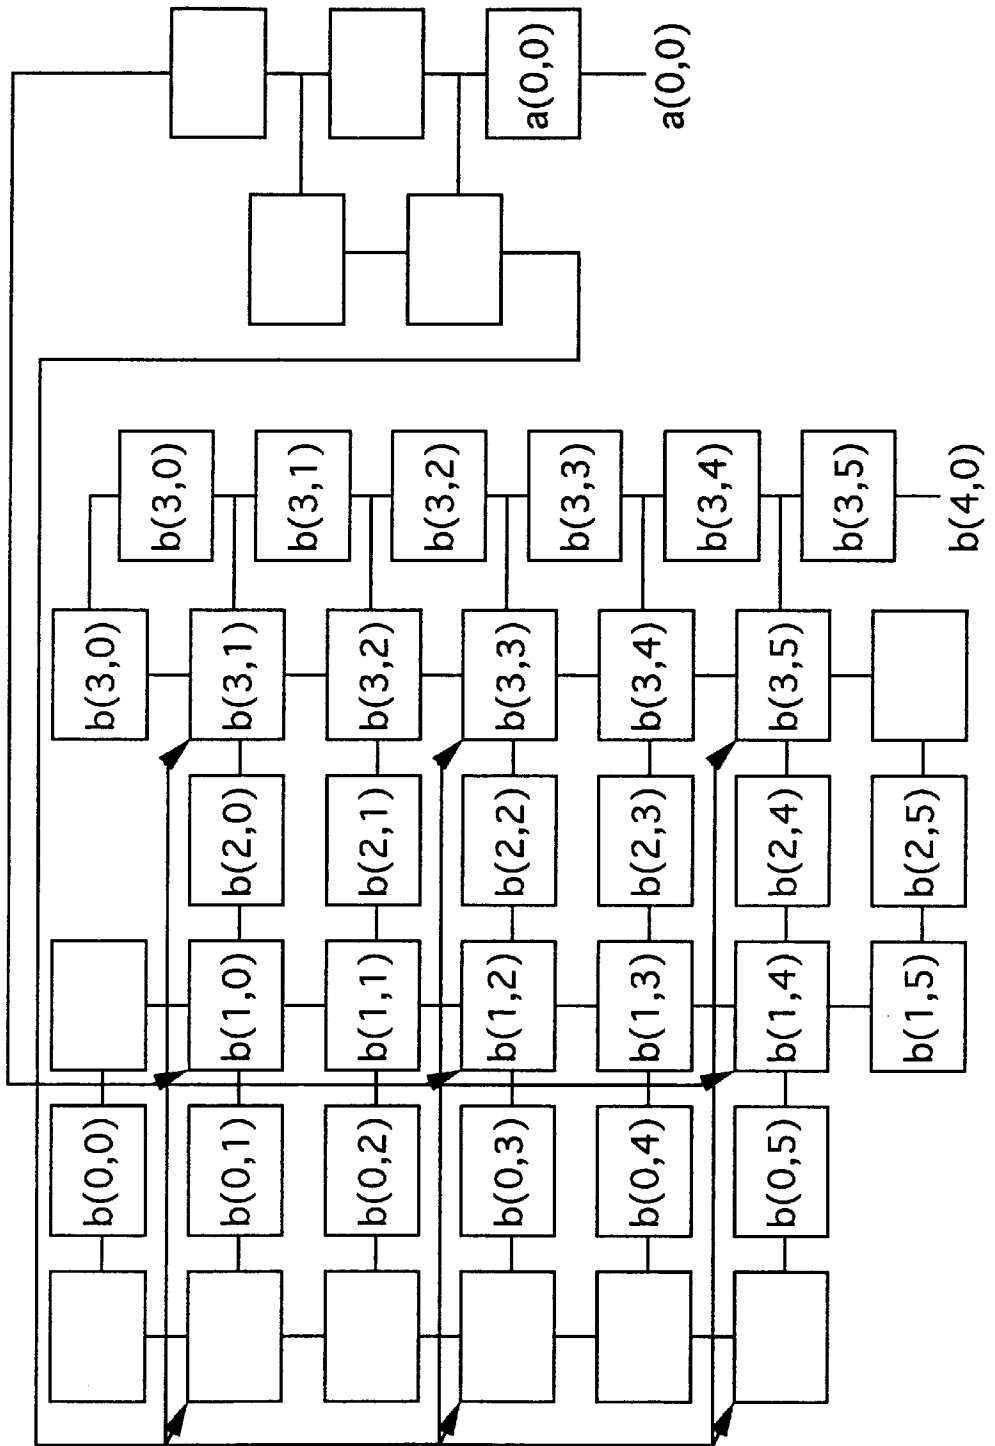 b(0,0) b(3,0)
b(3,0)
b(0,1) b(1,0) b(2,0) b(3,1)
b(3,1)
b(0,2) b(1,1) b(2,1) b(3,2)
b(3,2)
b(0,3) b(1,2) b(2,2) b(3,3)
a(0,0)
b(3,3)
b(0,4) b(1,3) b(2,3) b(3,4)
a(0,0)
b(3,4)
b(0,5) b(1,4) b(2,4) b(3,5)
b(3,5)
b(1,5) b(2,5)
b(4,0)